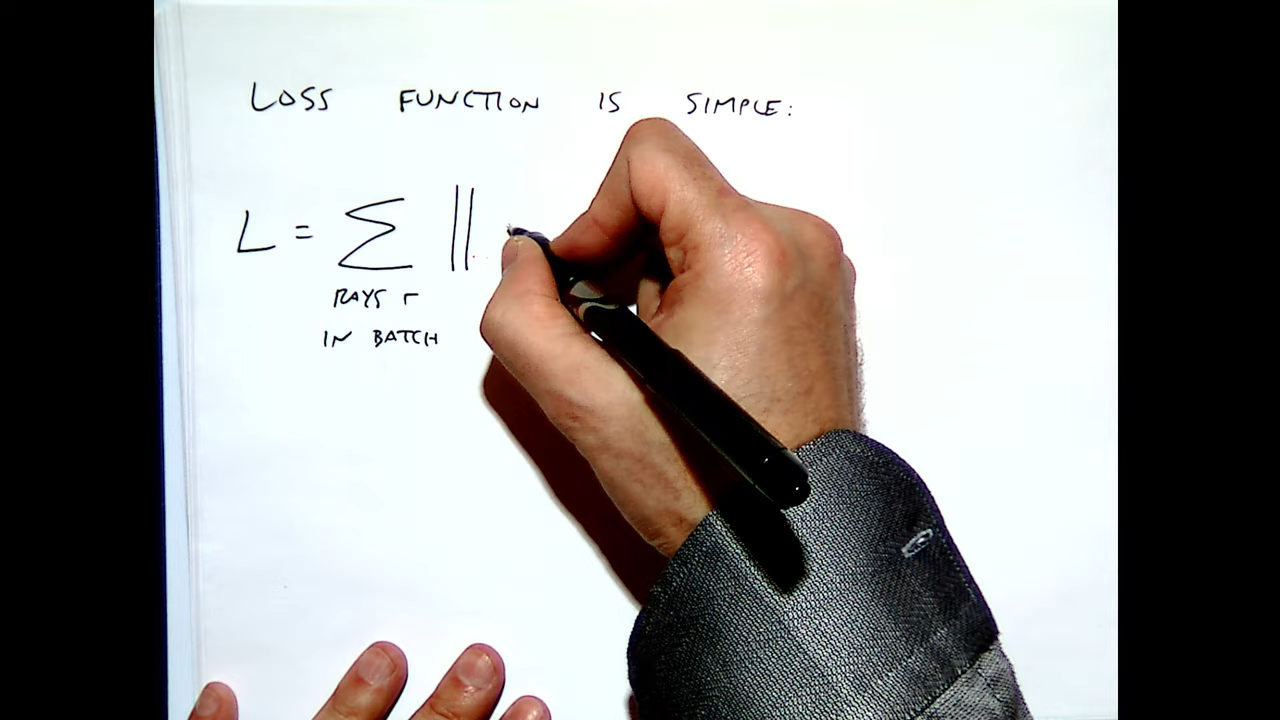 LOSS FUNCTION IS SIMPLE:
L = Σ ||
RAYS r
IN BATCH